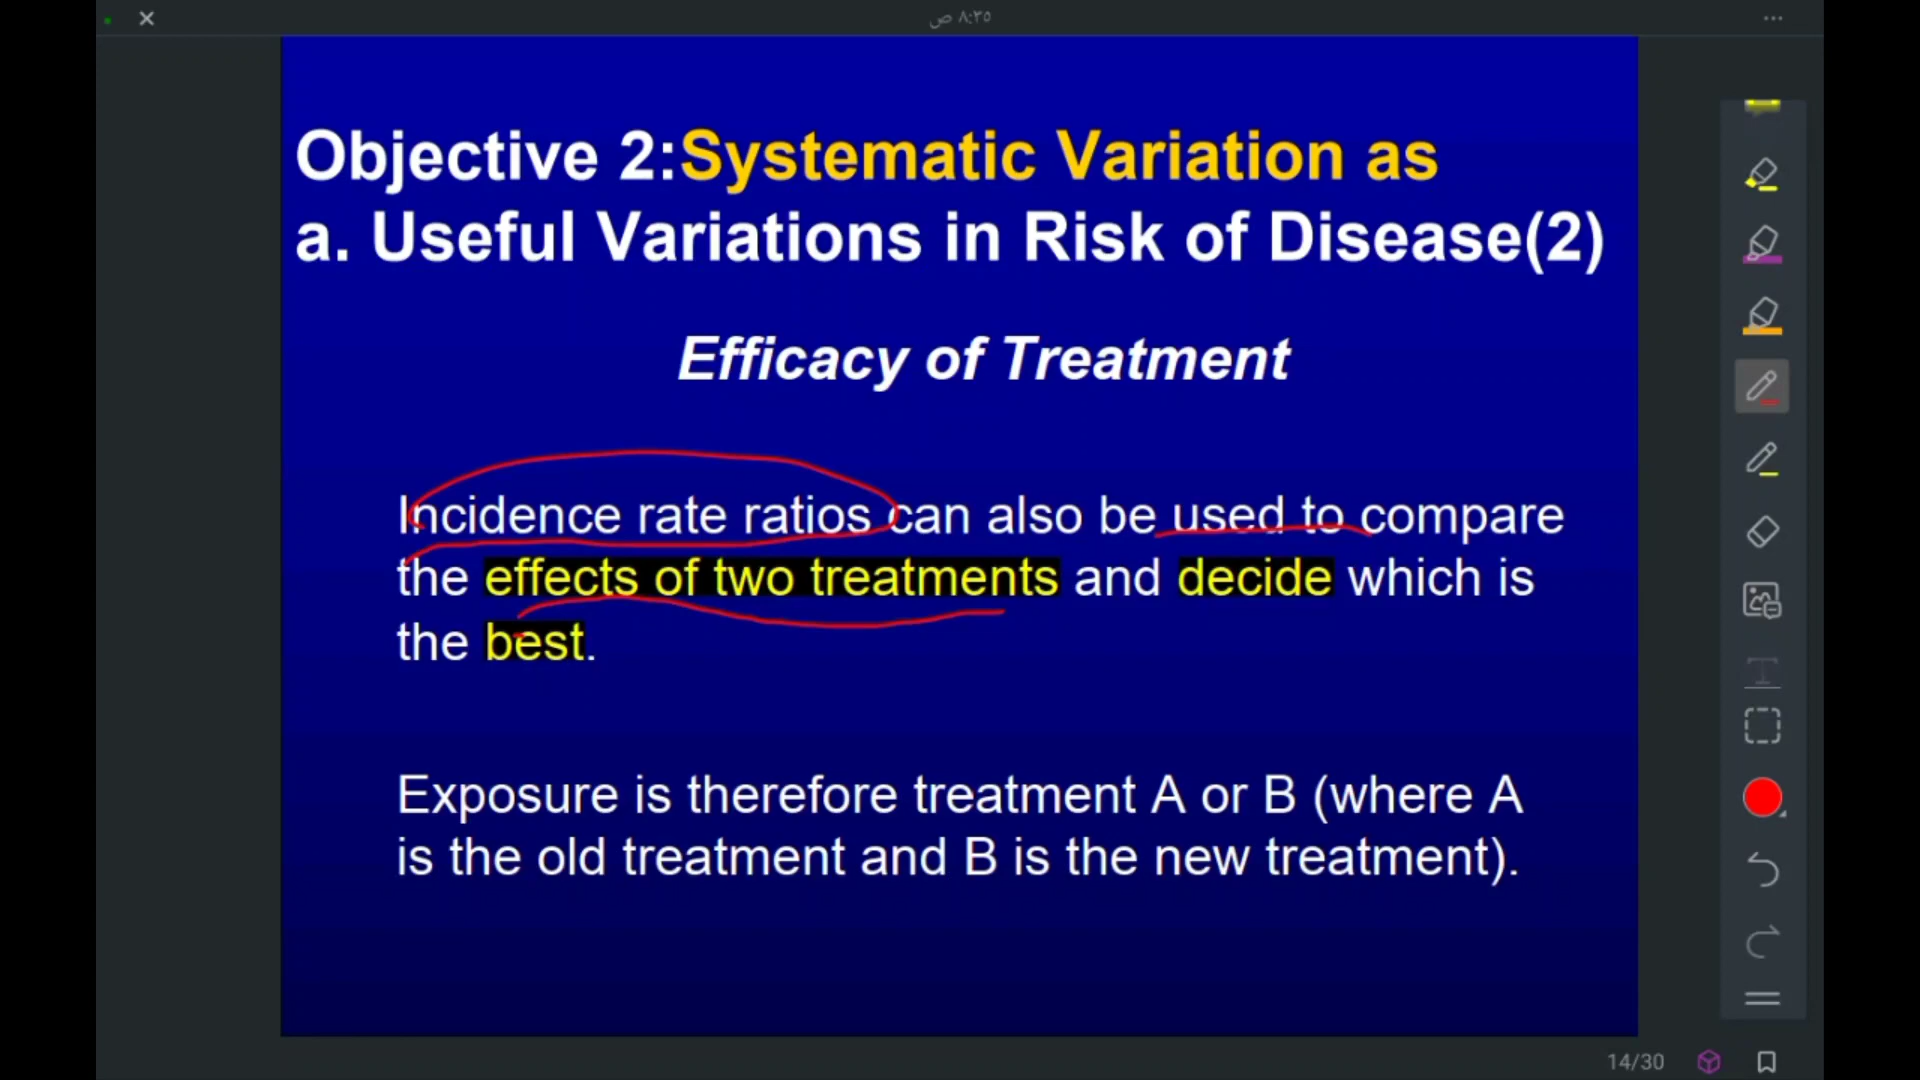 ٨:٣٥ ص
Objective 2:Systematic Variation as
a. Useful Variations in Risk of Disease(2)
Efficacy of Treatment
Incidence rate ratios can also be used to compare
the effects of two treatments and decide which is
the best.
Exposure is therefore treatment A or B (where A
is the old treatment and B is the new treatment).
14/30